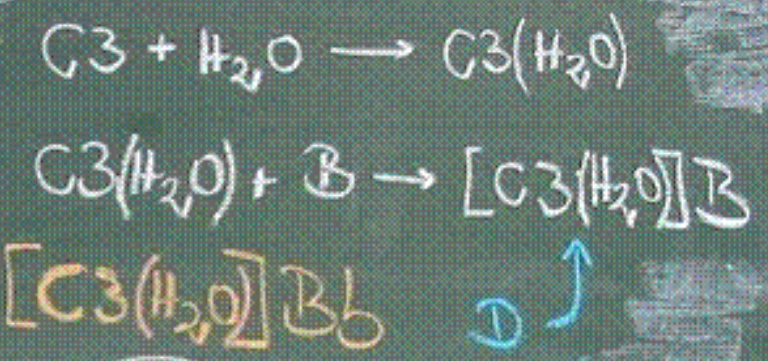 C3 + H₂O → C3(H₂O)
C3(H₂O) + B → [C3(H₂O)]B
[C3(H₂O)]Bb
D